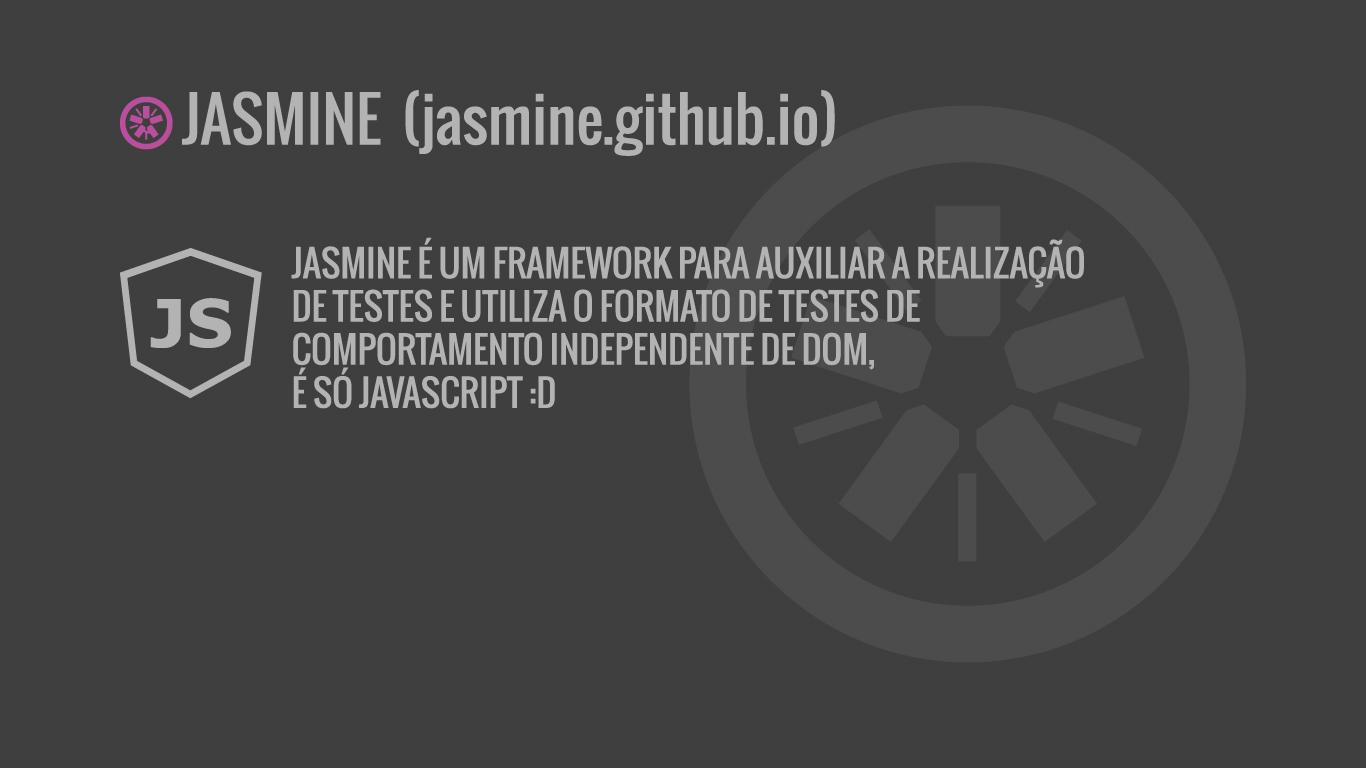 JASMINE (jasmine.github.io)
JS
JASMINE É UM FRAMEWORK PARA AUXILIAR A REALIZAÇÃO
DE TESTES E UTILIZA O FORMATO DE TESTES DE
COMPORTAMENTO INDEPENDENTE DE DOM,
É SÓ JAVASCRIPT :D